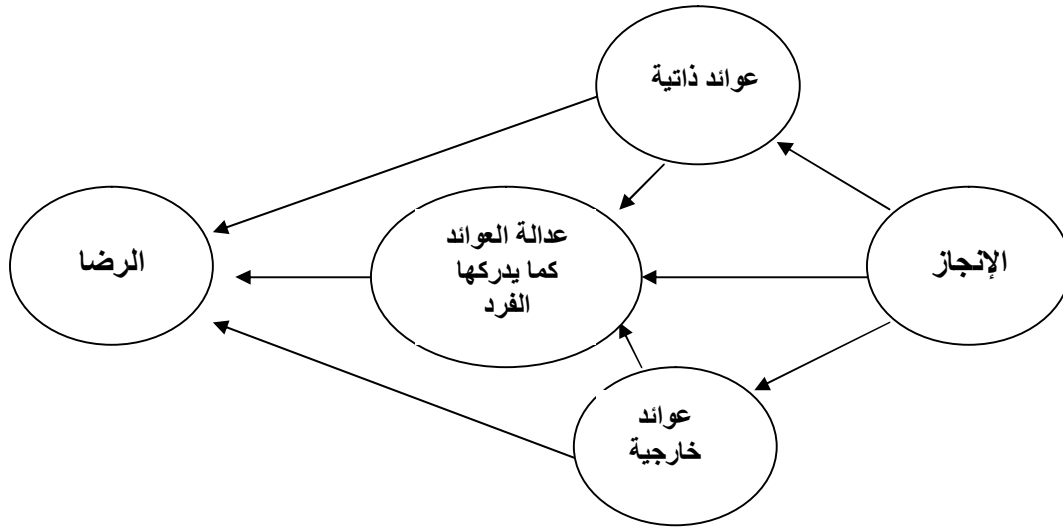 عوائد ذاتية
الإنجاز
عدالة العوائد
كما يدركها
الفرد
الرضا
عوائد
خارجية